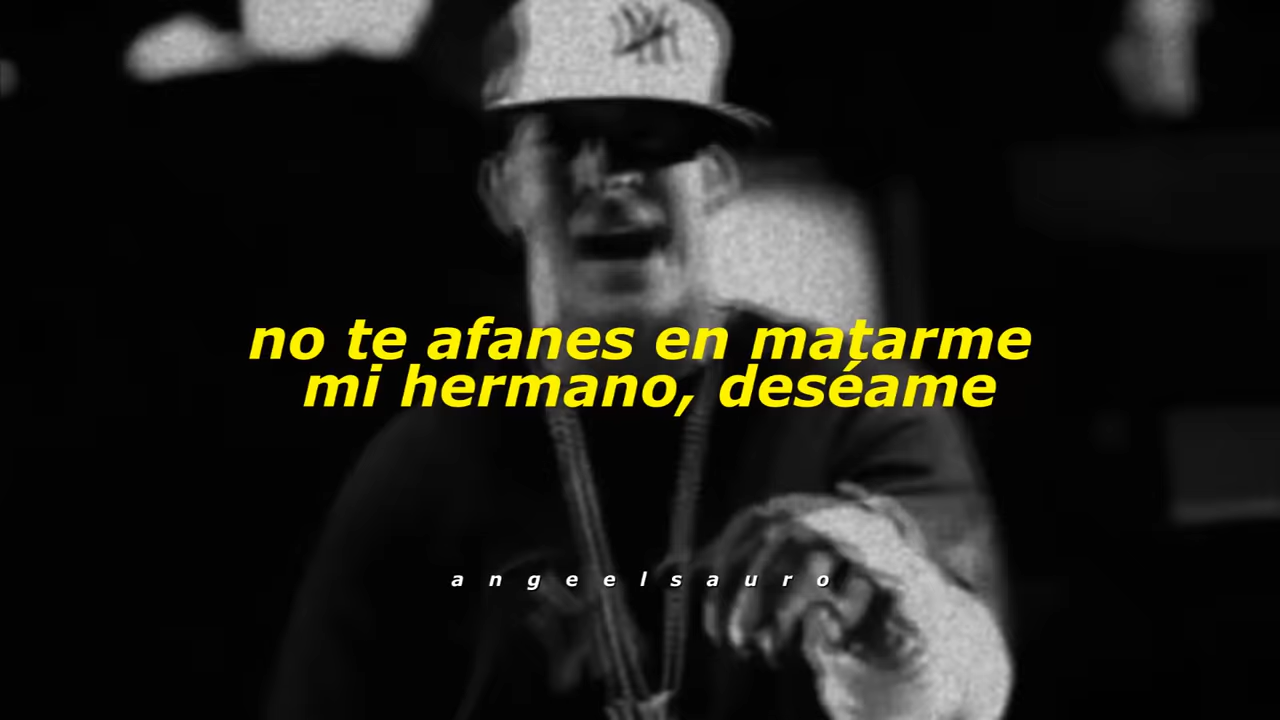 no te afanes en matarme
mi hermano, deséame
a n g e e l s a u r o